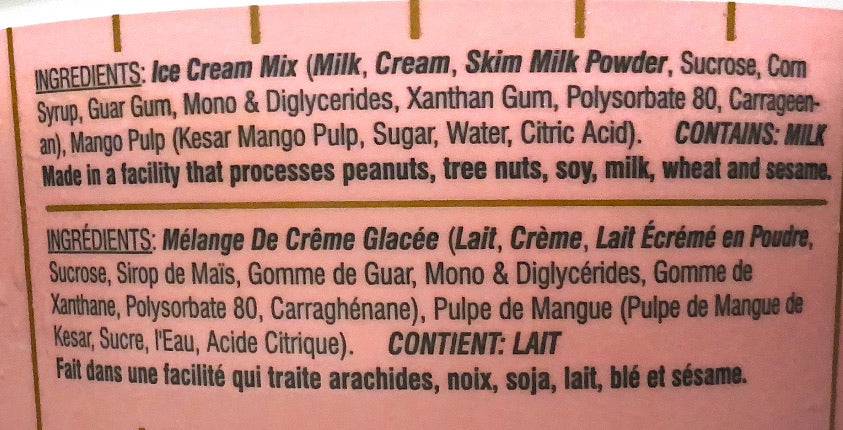 INGREDIENTS: Ice Cream Mix (Milk, Cream, Skim Milk Powder, Sucrose, Corn
Syrup, Guar Gum, Mono & Diglycerides, Xanthan Gum, Polysorbate 80, Carrageen-
an), Mango Pulp (Kesar Mango Pulp, Sugar, Water, Citric Acid). CONTAINS: MILK
Made in a facility that processes peanuts, tree nuts, soy, milk, wheat and sesame.
INGRÉDIENTS: Mélange De Crême Glacée (Lait, Crème, Lait Écrémé en Poudre,
Sucrose, Sirop de Maïs, Gomme de Guar, Mono & Diglycérides, Gomme de
Xanthane, Polysorbate 80, Carraghénane), Pulpe de Mangue (Pulpe de Mangue de
Kesar, Sucre, l'Eau, Acide Citrique). CONTIENT: LAIT
Fait dans une facilité qui traite arachides, noix, soja, lait, blé et sésame.